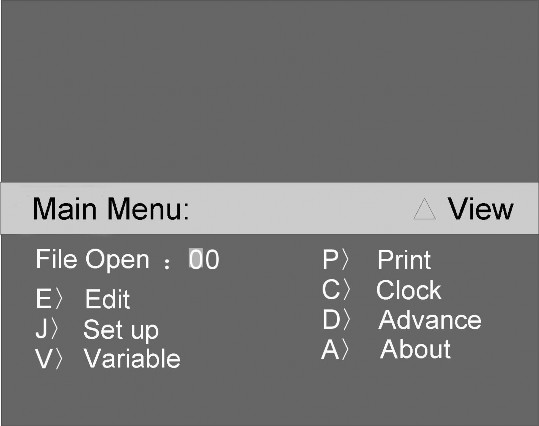 Main Menu: △ View
File Open : 00
E〉 Edit
J〉 Set up
V〉 Variable
P〉 Print
C〉 Clock
D〉 Advance
A〉 About